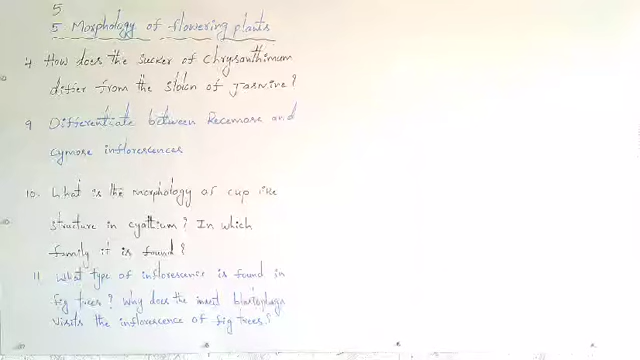 5
5 Morphology of flowering plants
7 How does the sucker of Chrysanthimum
differ from the stolon of Jasmine?
9 Differentiate between Recemose and
cymose inflorescences
10. What is the morphology of cup like
structure in cyathium? In which
family it is found?
11 What type of inflorescence is found in
fig trees? Why does the insect blastophaga
visits the inflorescence of fig trees?